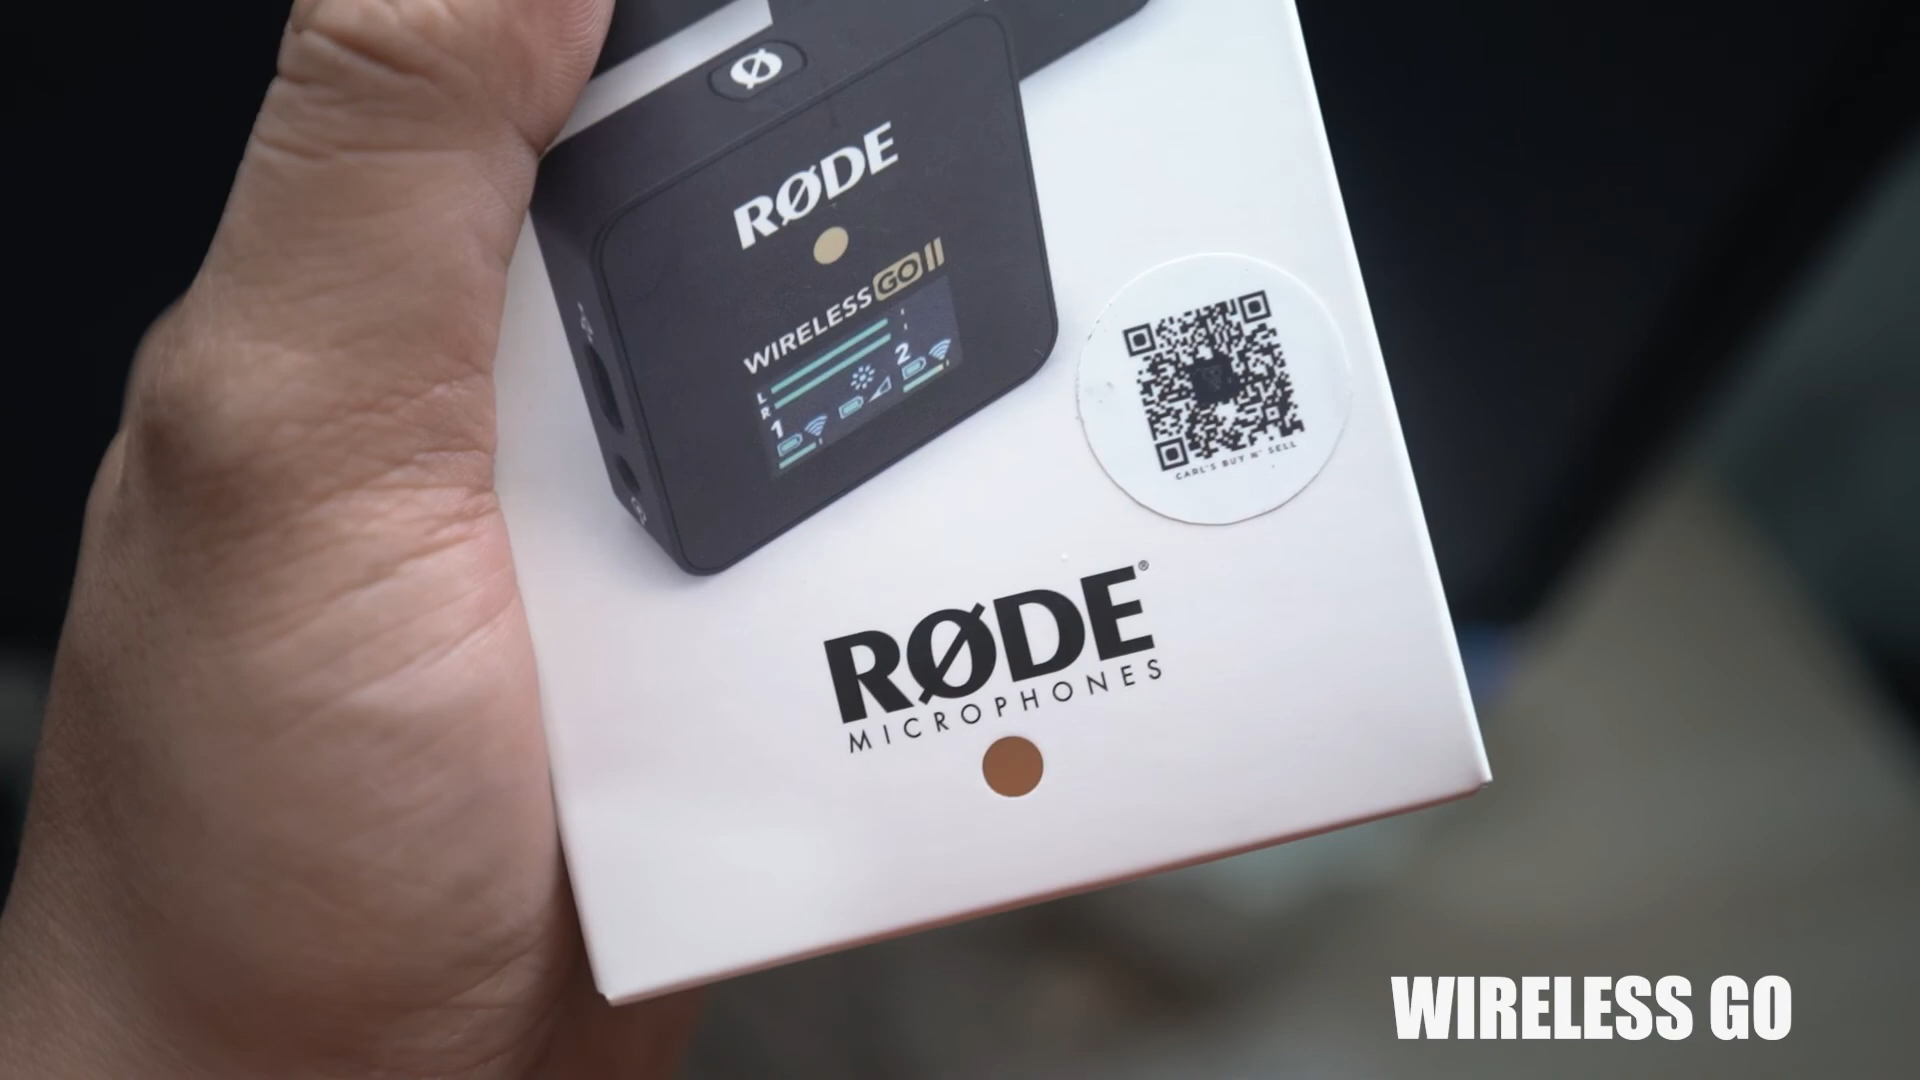 RØDE
WIRELESS GO II
L
R
1
2
CARL'S BUY N' SELL
RØDE®
MICROPHONES
WIRELESS GO